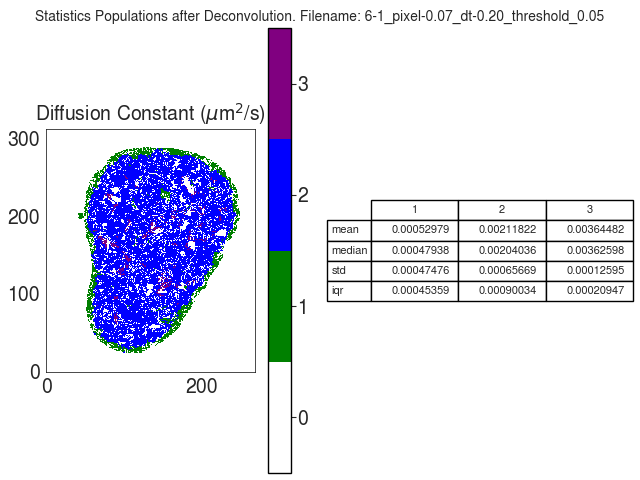 Statistics Populations after Deconvolution. Filename: 6-1_pixel-0.07_dt-0.20_threshold_0.05
Diffusion Constant (μm²/s)
300
200
100
0
0 200
3
2
1
0
1 2 3
mean 0.00052979 0.00211822 0.00364482
median 0.00047938 0.00204036 0.00362598
std 0.00047476 0.00065669 0.00012595
iqr 0.00045359 0.00090034 0.00020947